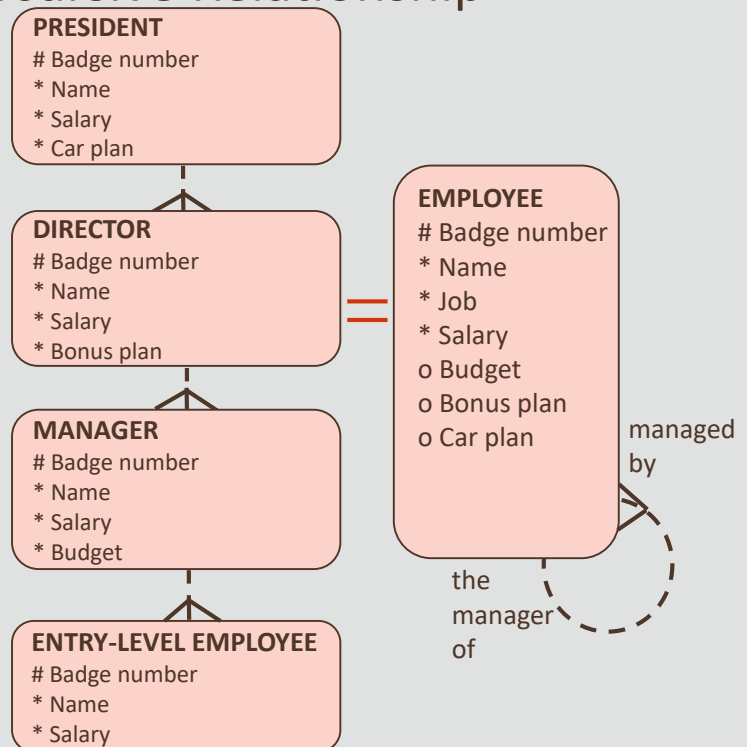 Relationship
PRESIDENT
# Badge number
* Name
* Salary
* Car plan
DIRECTOR
# Badge number
* Name
* Salary
* Bonus plan
MANAGER
# Badge number
* Name
* Salary
* Budget
ENTRY-LEVEL EMPLOYEE
# Badge number
* Name
* Salary
EMPLOYEE
# Badge number
* Name
* Job
* Salary
o Budget
o Bonus plan
o Car plan
managed
by
the
manager
of